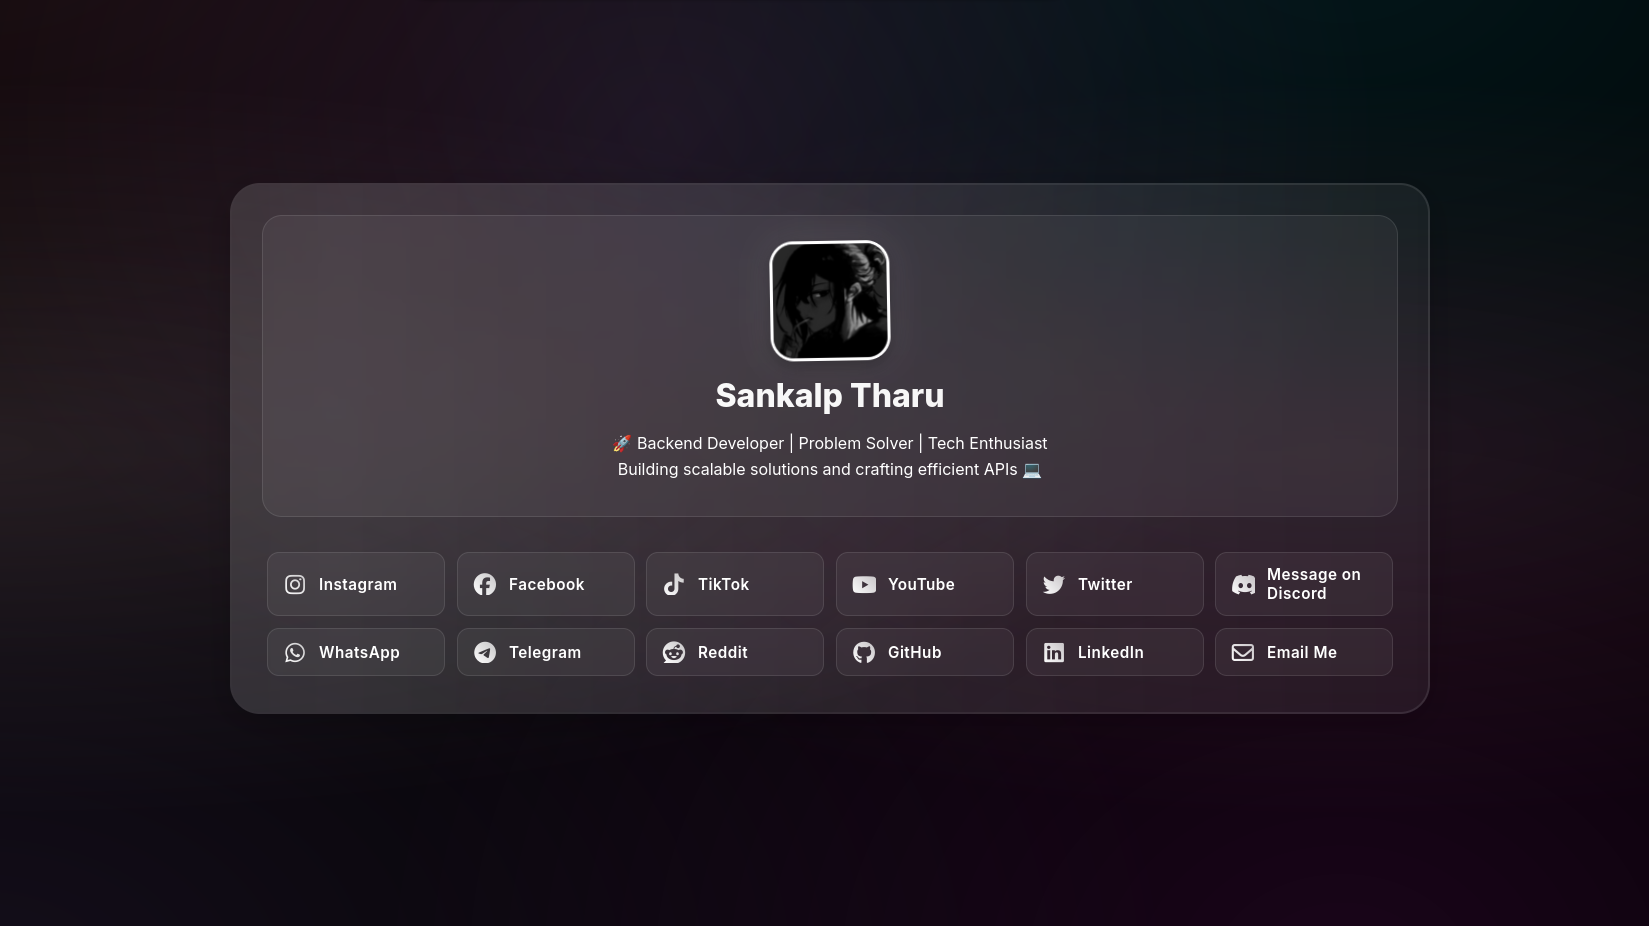 Sankalp Tharu
🚀 Backend Developer | Problem Solver | Tech Enthusiast
Building scalable solutions and crafting efficient APIs 💻
Instagram
Facebook
TikTok
YouTube
Twitter
Message on
Discord
WhatsApp
Telegram
Reddit
GitHub
LinkedIn
Email Me